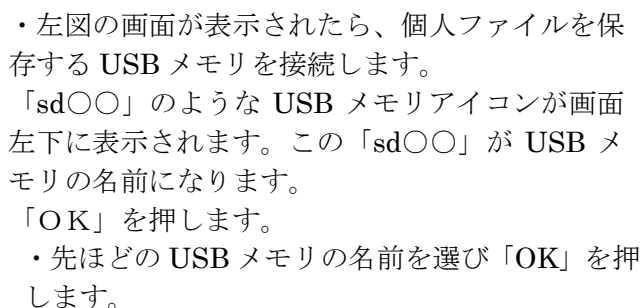 ・左図の画面が表示されたら、個人ファイルを保
存する USB メモリを接続します。
「sd○○」のような USB メモリアイコンが画面
左下に表示されます。この「sd○○」が USB メ
モリの名前になります。
「ＯＫ」を押します。
・先ほどの USB メモリの名前を選び「OK」を押
します。